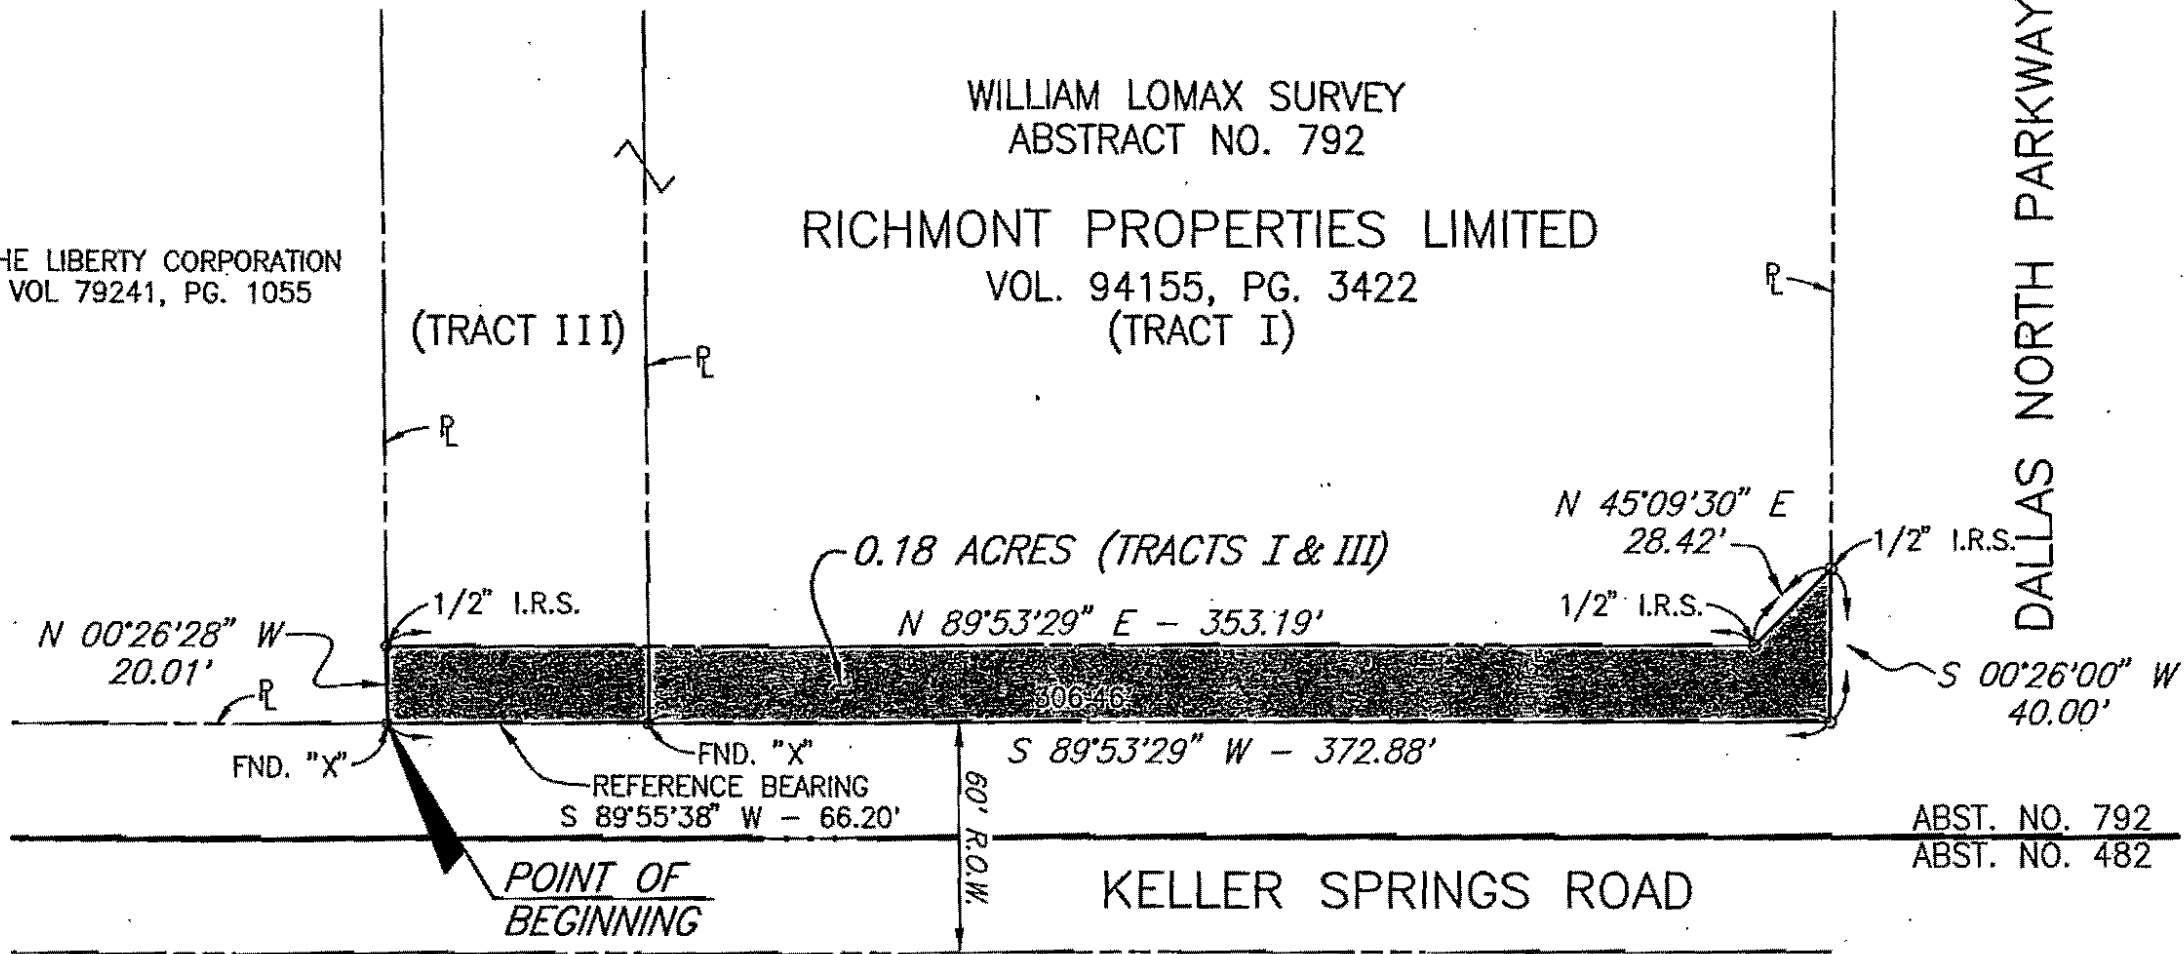 WILLIAM LOMAX SURVEY
ABSTRACT NO. 792
RICHMONT PROPERTIES LIMITED
VOL. 94155, PG. 3422
(TRACT I)
HE LIBERTY CORPORATION
VOL 79241, PG. 1055
(TRACT III)
PL
PL
PL
DALLAS NORTH PARKWAY
N 45°09'30" E
28.42'
1/2" I.R.S.
0.18 ACRES (TRACTS I & III)
1/2" I.R.S.
1/2" I.R.S.
N 00°26'28" W
20.01'
N 89°53'29" E - 353.19'
PL
306.46
S 00°26'00" W
40.00'
FND. "X"
FND. "X"
S 89°53'29" W - 372.88'
REFERENCE BEARING
S 89°55'38" W - 66.20'
60' R.O.W.
ABST. NO. 792
ABST. NO. 482
POINT OF
BEGINNING
KELLER SPRINGS ROAD